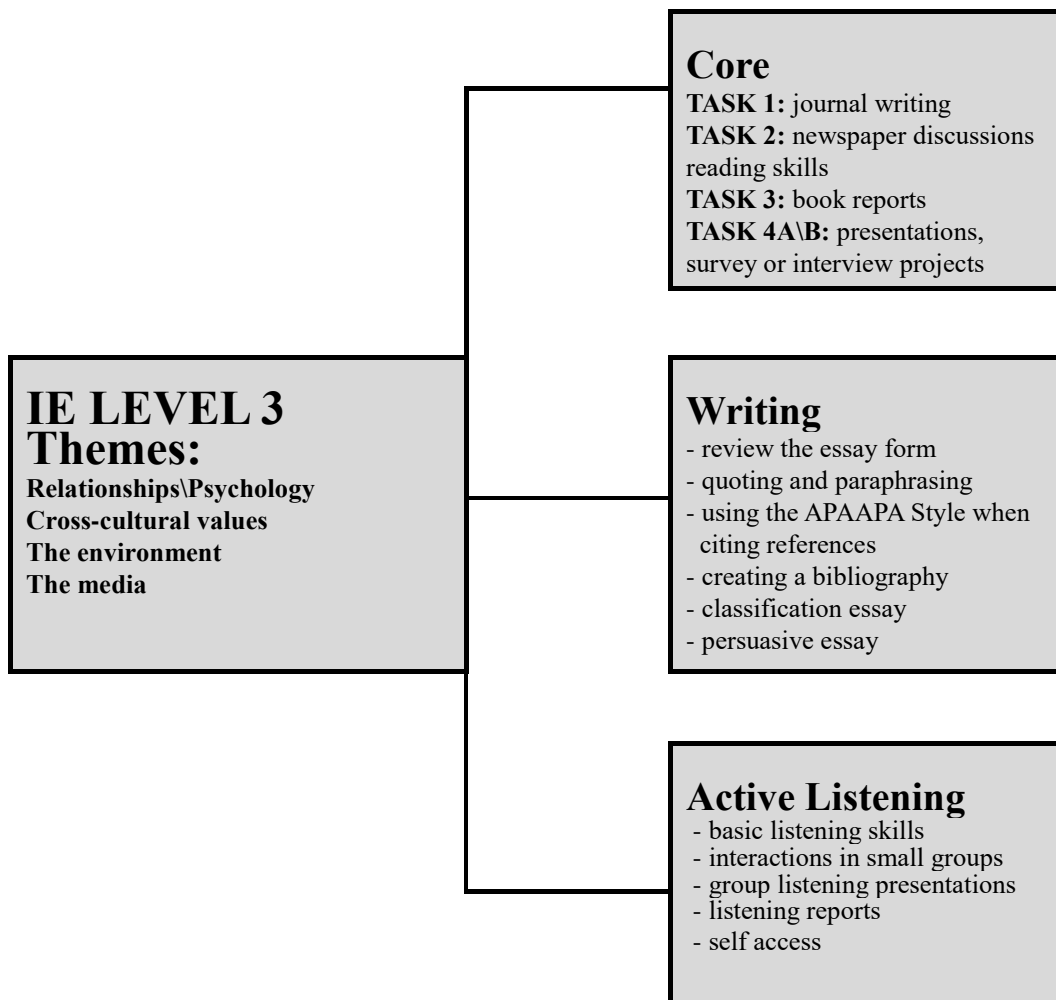 Core
TASK 1: journal writing
TASK 2: newspaper discussions
reading skills
TASK 3: book reports
TASK 4A\B: presentations,
survey or interview projects
IE LEVEL 3
Themes:
Relationships\Psychology
Cross-cultural values
The environment
The media
Writing
- review the essay form
- quoting and paraphrasing
- using the APAAPA Style when
citing references
- creating a bibliography
- classification essay
- persuasive essay
Active Listening
- basic listening skills
- interactions in small groups
- group listening presentations
- listening reports
- self access